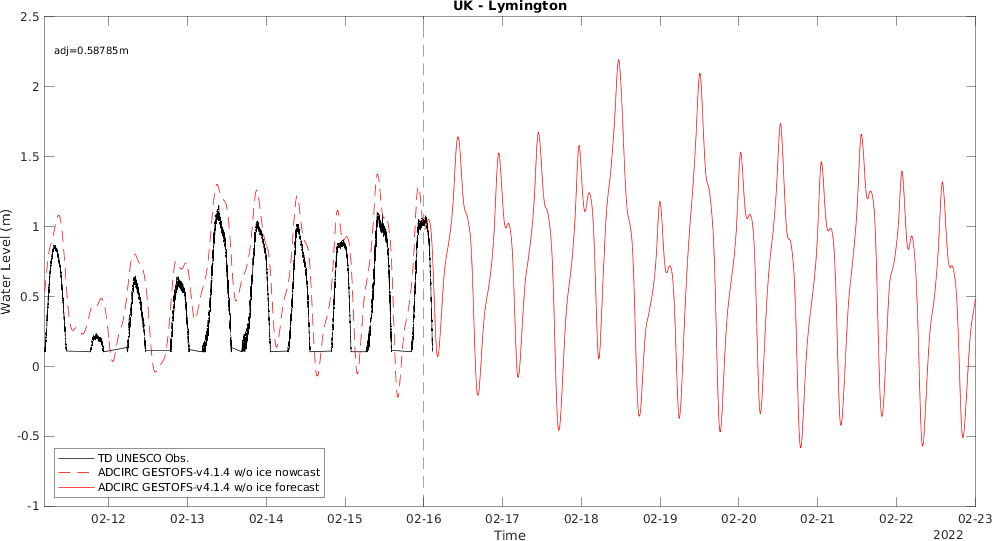 UK - Lymington
adj=0.58785m
Water Level (m)
2.5
2
1.5
1
0.5
0
-0.5
-1
TD UNESCO Obs.
ADCIRC GESTOFS-v4.1.4 w/o ice nowcast
ADCIRC GESTOFS-v4.1.4 w/o ice forecast
02-12 02-13 02-14 02-15 02-16 02-17 02-18 02-19 02-20 02-21 02-22 02-23
Time
2022